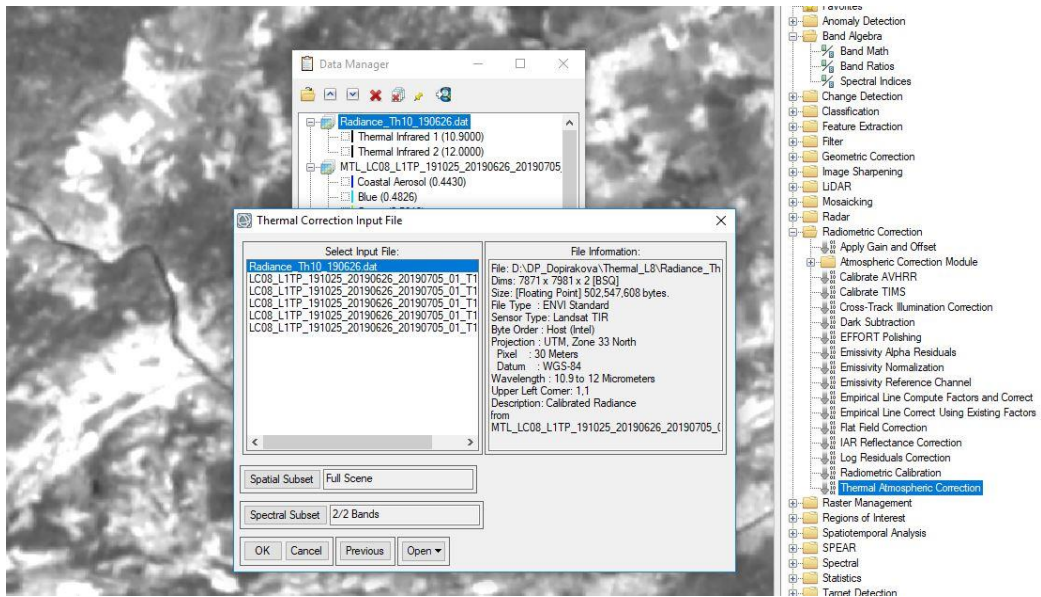 Data Manager
Radiance_Th10_190626.dat
Thermal Infrared 1 (10.9000)
Thermal Infrared 2 (12.0000)
MTL_LC08_L1TP_191025_20190626_20190705_
Coastal Aerosol (0.4430)
Blue (0.4826)
Thermal Correction Input File
Select Input File:
Radiance_Th10_190626.dat
LC08_L1TP_191025_20190626_20190705_01_T1
LC08_L1TP_191025_20190626_20190705_01_T1
LC08_L1TP_191025_20190626_20190705_01_T1
LC08_L1TP_191025_20190626_20190705_01_T1
LC08_L1TP_191025_20190626_20190705_01_T1
File Information:
File: D:\DP_Dopirakova\Thermal_L8\Radiance_Th
Dims: 7871 x 7981 x 2 [BSQ]
Size: [Floating Point] 502,547,608 bytes.
File Type : ENVI Standard
Sensor Type: Landsat TIR
Byte Order : Host (Intel)
Projection : UTM, Zone 33 North
Pixel : 30 Meters
Datum : WGS-84
Wavelength : 10.9 to 12 Micrometers
Upper Left Corner: 1,1
Description: Calibrated Radiance
from
MTL_LC08_L1TP_191025_20190626_20190705_(
Spatial Subset Full Scene
Spectral Subset 2/2 Bands
OK Cancel Previous Open
Favorites
Anomaly Detection
Band Algebra
Band Math
Band Ratios
Spectral Indices
Change Detection
Classification
Feature Extraction
Filter
Geometric Correction
Image Sharpening
LiDAR
Mosaicking
Radar
Radiometric Correction
Apply Gain and Offset
Atmospheric Correction Module
Calibrate AVHRR
Calibrate TIMS
Cross-Track Illumination Correction
Dark Subtraction
EFFORT Polishing
Emissivity Alpha Residuals
Emissivity Normalization
Emissivity Reference Channel
Empirical Line Compute Factors and Correct
Empirical Line Correct Using Existing Factors
Flat Field Correction
IAR Reflectance Correction
Log Residuals Correction
Radiometric Calibration
Thermal Atmospheric Correction
Raster Management
Regions of Interest
Spatiotemporal Analysis
SPEAR
Spectral
Statistics
Target Detection